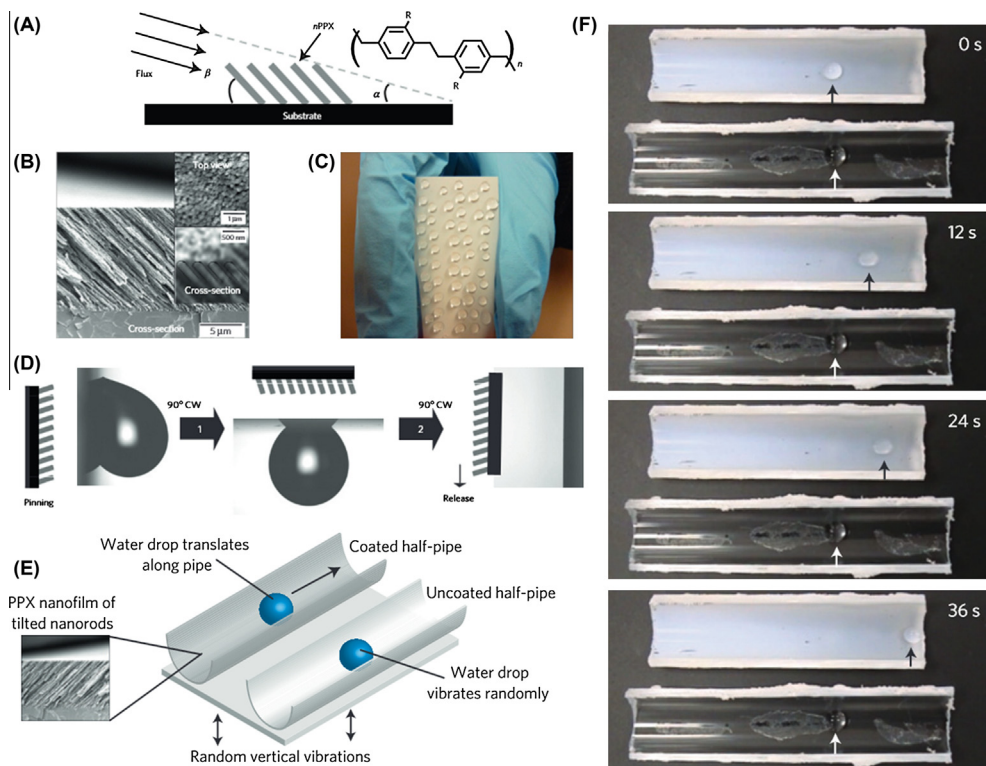 (A)
Flux
β
nPPX
α
Substrate
R
R
n
(B)
Top view
1 µm
500 nm
Cross-section
Cross-section
5 µm
(C)
(D)
Pinning
90° CW
1
90° CW
2
Release
(E)
Water drop translates
along pipe
Coated half-pipe
PPX nanofilm of
tilted nanorods
Uncoated half-pipe
Water drop
vibrates randomly
Random vertical vibrations
(F)
0 s
12 s
24 s
36 s